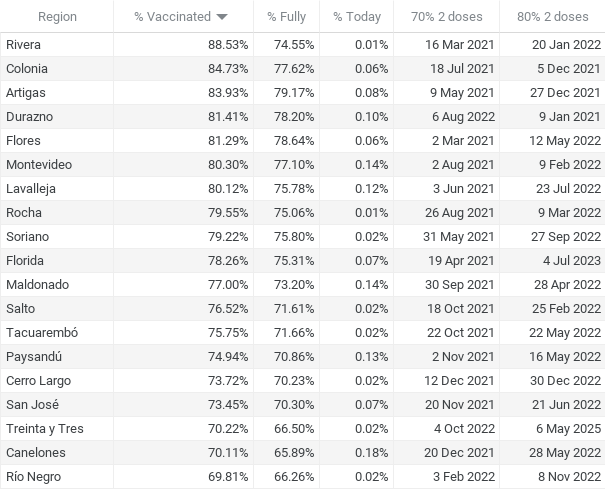 Region % Vaccinated % Fully % Today 70% 2 doses 80% 2 doses
Rivera 88.53% 74.55% 0.01% 16 Mar 2021 20 Jan 2022
Colonia 84.73% 77.62% 0.06% 18 Jul 2021 5 Dec 2021
Artigas 83.93% 79.17% 0.08% 9 May 2021 27 Dec 2021
Durazno 81.41% 78.20% 0.10% 6 Aug 2022 9 Jan 2021
Flores 81.29% 78.64% 0.06% 2 Mar 2021 12 May 2022
Montevideo 80.30% 77.10% 0.14% 2 Aug 2021 9 Feb 2022
Lavalleja 80.12% 75.78% 0.12% 3 Jun 2021 23 Jul 2022
Rocha 79.55% 75.06% 0.01% 26 Aug 2021 9 Mar 2022
Soriano 79.22% 75.80% 0.02% 31 May 2021 27 Sep 2022
Florida 78.26% 75.31% 0.07% 19 Apr 2021 4 Jul 2023
Maldonado 77.00% 73.20% 0.14% 30 Sep 2021 28 Apr 2022
Salto 76.52% 71.61% 0.02% 18 Oct 2021 25 Feb 2022
Tacuarembó 75.75% 71.66% 0.02% 22 Oct 2021 22 May 2022
Paysandú 74.94% 70.86% 0.13% 2 Nov 2021 16 May 2022
Cerro Largo 73.72% 70.23% 0.02% 12 Dec 2021 30 Dec 2022
San José 73.45% 70.30% 0.07% 20 Nov 2021 21 Jun 2022
Treinta y Tres 70.22% 66.50% 0.02% 4 Oct 2022 6 May 2025
Canelones 70.11% 65.89% 0.18% 20 Dec 2021 28 May 2022
Río Negro 69.81% 66.26% 0.02% 3 Feb 2022 8 Nov 2022